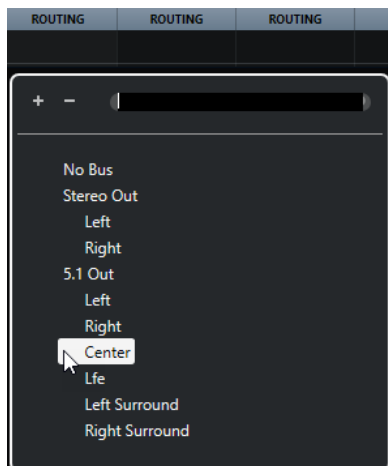 ROUTING ROUTING ROUTING
+ −
No Bus
Stereo Out
Left
Right
5.1 Out
Left
Right
Center
Lfe
Left Surround
Right Surround